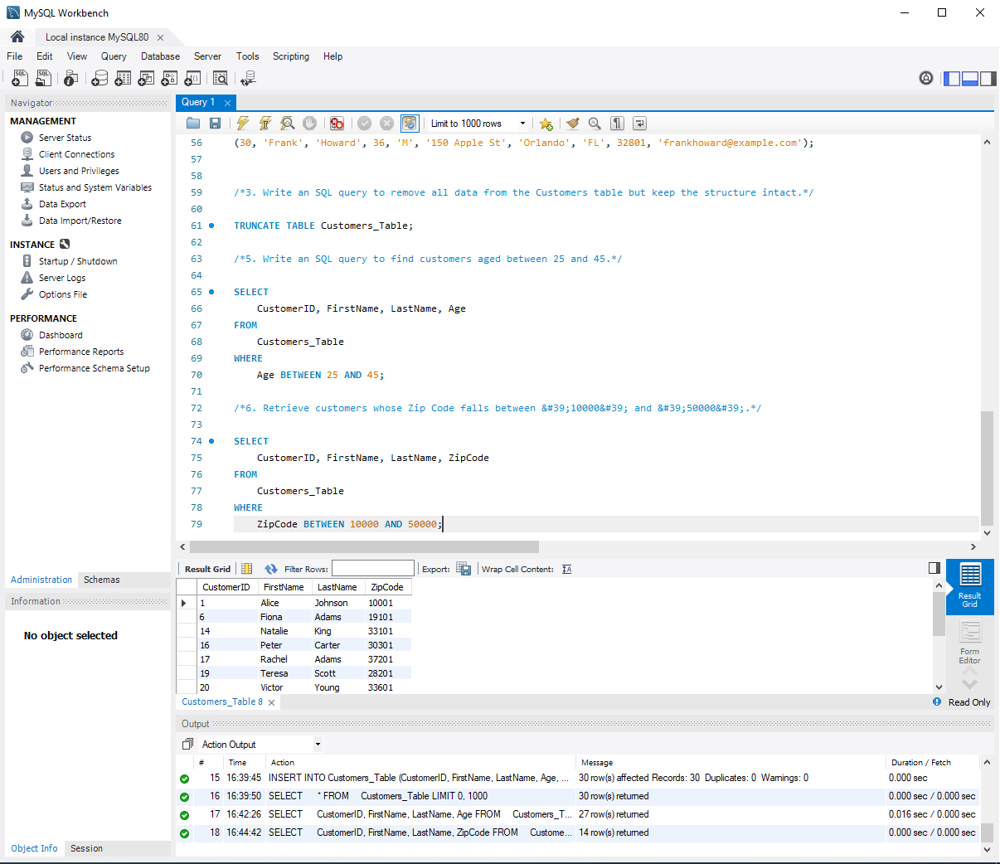 MySQL Workbench
Local instance MySQL80
File Edit View Query Database Server Tools Scripting Help
Navigator
MANAGEMENT
Server Status
Client Connections
Users and Privileges
Status and System Variables
Data Export
Data Import/Restore
INSTANCE
Startup / Shutdown
Server Logs
Options File
PERFORMANCE
Dashboard
Performance Reports
Performance Schema Setup
Administration Schemas
Information
No object selected
Object Info Session
Query 1
Limit to 1000 rows
56 (30, 'Frank', 'Howard', 36, 'M', '150 Apple St', 'Orlando', 'FL', 32801, 'frankhoward@example.com');
57
58
59 /*3. Write an SQL query to remove all data from the Customers table but keep the structure intact.*/
60
61 TRUNCATE TABLE Customers_Table;
62
63 /*5. Write an SQL query to find customers aged between 25 and 45.*/
64
65 SELECT
66 CustomerID, FirstName, LastName, Age
67 FROM
68 Customers_Table
69 WHERE
70 Age BETWEEN 25 AND 45;
71
72 /*6. Retrieve customers whose Zip Code falls between &#39;10000&#39; and &#39;50000&#39;.*/
73
74 SELECT
75 CustomerID, FirstName, LastName, ZipCode
76 FROM
77 Customers_Table
78 WHERE
79 ZipCode BETWEEN 10000 AND 50000;
Result Grid Filter Rows: Export: Wrap Cell Content:
CustomerID FirstName LastName ZipCode
1 Alice Johnson 10001
6 Fiona Adams 19101
14 Natalie King 33101
16 Peter Carter 30301
17 Rachel Adams 37201
19 Teresa Scott 28201
20 Victor Young 33601
Result
Grid
Form
Editor
Customers_Table 8
Read Only
Output
Action Output
# Time Action Message Duration / Fetch
15 16:39:45 INSERT INTO Customers_Table (CustomerID, FirstName, LastName, Age, ... 30 row(s) affected Records: 30 Duplicates: 0 Warnings: 0 0.000 sec
16 16:39:50 SELECT * FROM Customers_Table LIMIT 0, 1000 30 row(s) returned 0.000 sec / 0.000 sec
17 16:42:26 SELECT CustomerID, FirstName, LastName, Age FROM Customers_T... 27 row(s) returned 0.016 sec / 0.000 sec
18 16:44:42 SELECT CustomerID, FirstName, LastName, ZipCode FROM Custome... 14 row(s) returned 0.000 sec / 0.000 sec